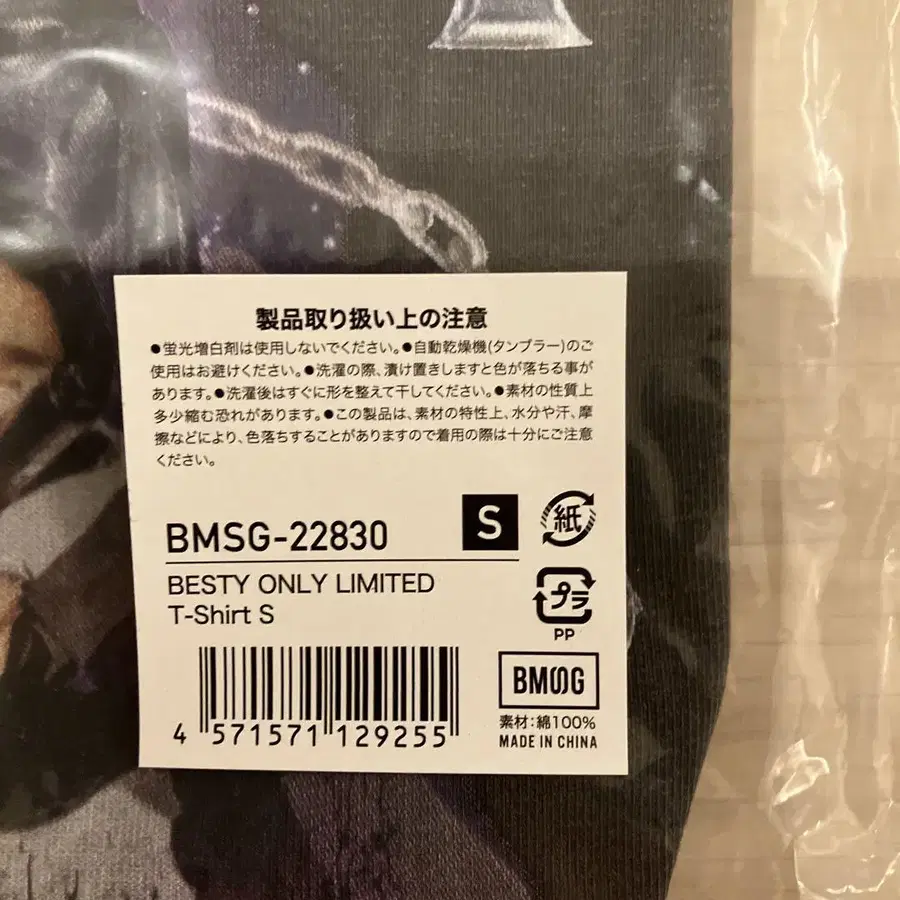 製品取り扱い上の注意
●蛍光増白剤は使用しないでください。●自動乾燥機(タンブラー)のご
使用はお避けください。●洗濯の際、漬け置きしますと色が落ちる事が
あります。●洗濯後はすぐに形を整えて干してください。●素材の性質上
多少縮む恐れがあります。●この製品は、素材の特性上、水分や汗、摩
擦などにより、色落ちすることがありますので着用の際は十分にご注意
ください。
BMSG-22830
S
紙
BESTY ONLY LIMITED
T-Shirt S
プラ
PP
BMSG
素材:綿100%
MADE IN CHINA
4 571571 129255